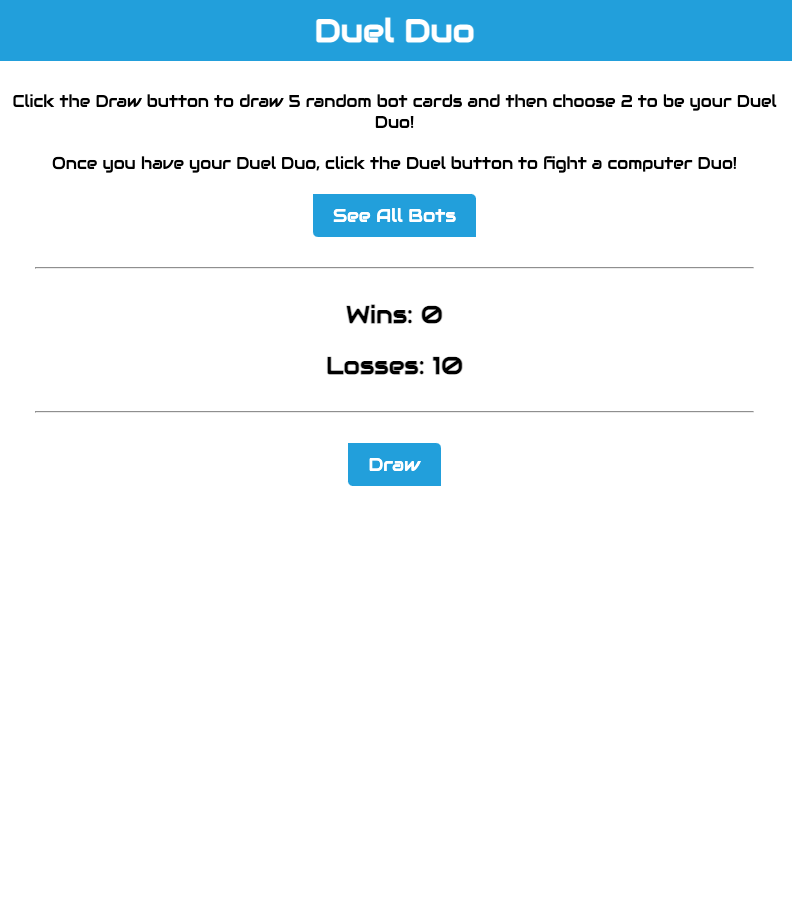 Duel Duo
Click the Draw button to draw 5 random bot cards and then choose 2 to be your Duel
Duo!
Once you have your Duel Duo, click the Duel button to fight a computer Duo!
See All Bots
Wins: 0
Losses: 10
Draw